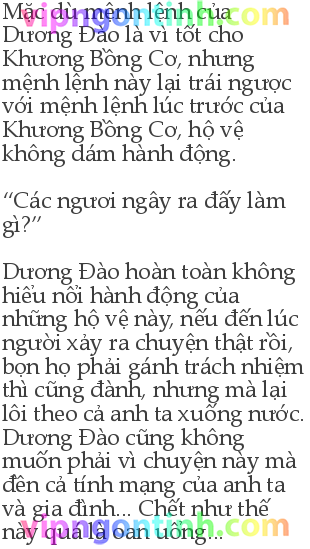 Mặc dù mệnh lệnh của
vipngontinh.com
Dương Đào là vì tốt cho
Khương Bồng Cơ, nhưng
mệnh lệnh này lại trái ngược
với mệnh lệnh lúc trước của
Khương Bồng Cơ, hộ vệ
không dám hành động.
“Các ngươi ngây ra đấy làm
gì?”
Dương Đào hoàn toàn không
hiểu nổi hành động của
những hộ vệ này, nếu đến lúc
người xảy ra chuyện thật rồi,
bọn họ phải gánh trách nhiệm
thì cũng đành, nhưng mà lại
lôi theo cả anh ta xuống nước.
Dương Đào cũng không
muốn phải vì chuyện này mà
đền cả tính mạng của anh ta
và gia đình... Chết như thế
này quá là oan uổng...
vipngontinh.com